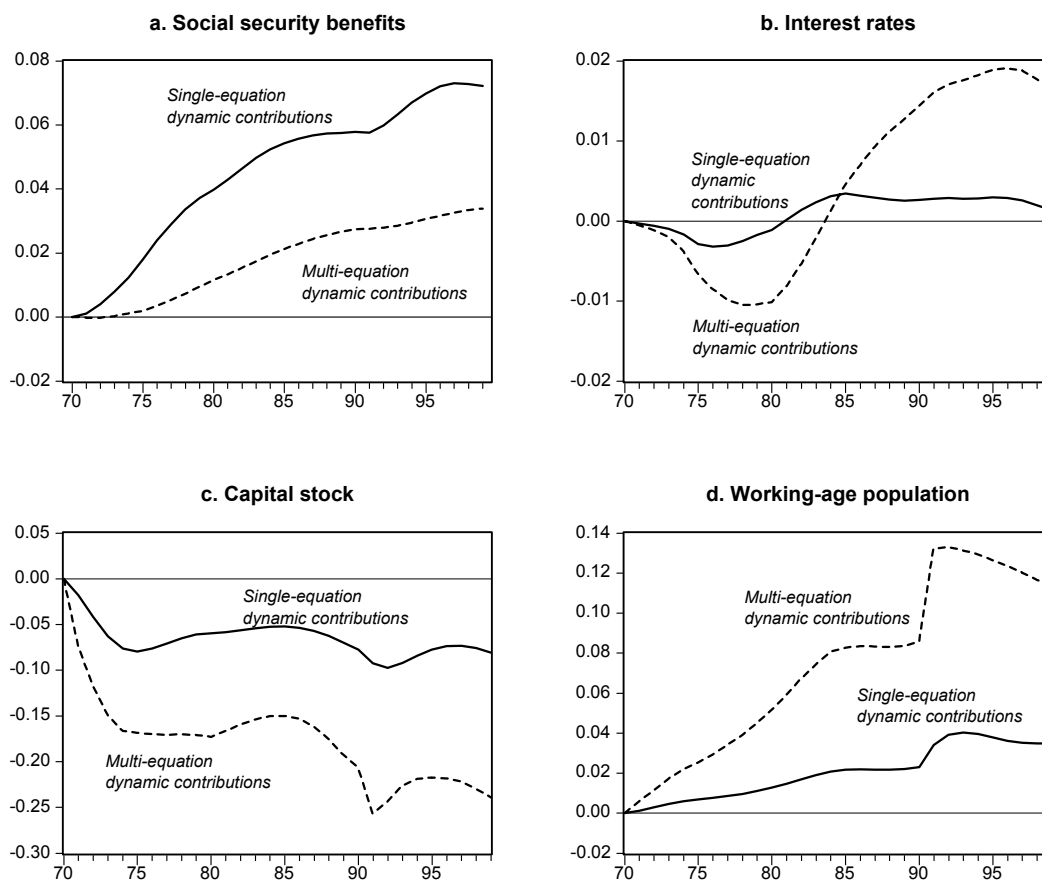 a. Social security benefits
0.08
0.06
0.04
0.02
0.00
-0.02
Single-equation
dynamic contributions
Multi-equation
dynamic contributions
70 75 80 85 90 95
b. Interest rates
0.02
0.01
0.00
-0.01
-0.02
Single-equation
dynamic
contributions
Multi-equation
dynamic contributions
70 75 80 85 90 95
c. Capital stock
0.05
0.00
-0.05
-0.10
-0.15
-0.20
-0.25
-0.30
Single-equation
dynamic contributions
Multi-equation
dynamic contributions
70 75 80 85 90 95
d. Working-age population
0.14
0.12
0.10
0.08
0.06
0.04
0.02
0.00
-0.02
Multi-equation
dynamic contributions
Single-equation
dynamic contributions
70 75 80 85 90 95